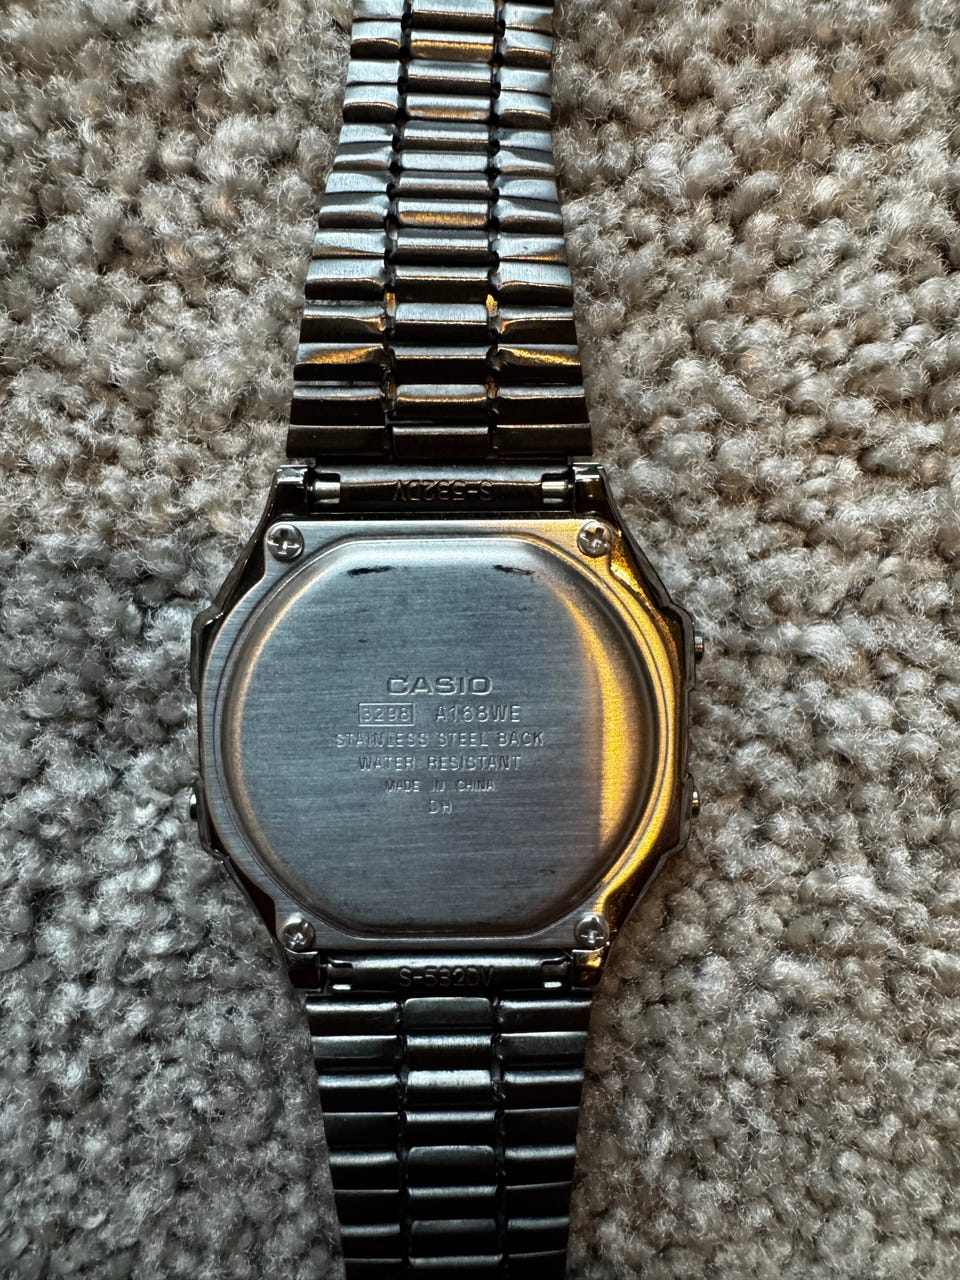 S-532DV
CASIO
3298 A168WE
STAINLESS STEEL BACK
WATER RESISTANT
MADE IN CHINA
DH
S-532DV